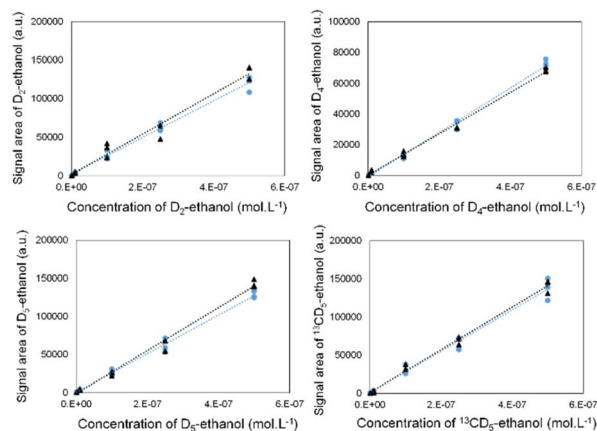 Signal area of D₂-ethanol (a.u.)
200000
150000
100000
50000
0
0.E+00 2.E-07 4.E-07 6.E-07
Concentration of D₂-ethanol (mol.L⁻¹)
Signal area of D₄-ethanol (a.u.)
100000
80000
60000
40000
20000
0
0.E+00 2.E-07 4.E-07 6.E-07
Concentration of D₄-ethanol (mol.L⁻¹)
Signal area of D₅-ethanol (a.u.)
200000
150000
100000
50000
0
0.E+00 2.E-07 4.E-07 6.E-07
Concentration of D₅-ethanol (mol.L⁻¹)
Signal area of ¹³CD₅-ethanol (a.u.)
200000
150000
100000
50000
0
0.E+00 2.E-07 4.E-07 6.E-07
Concentration of ¹³CD₅-ethanol (mol.L⁻¹)